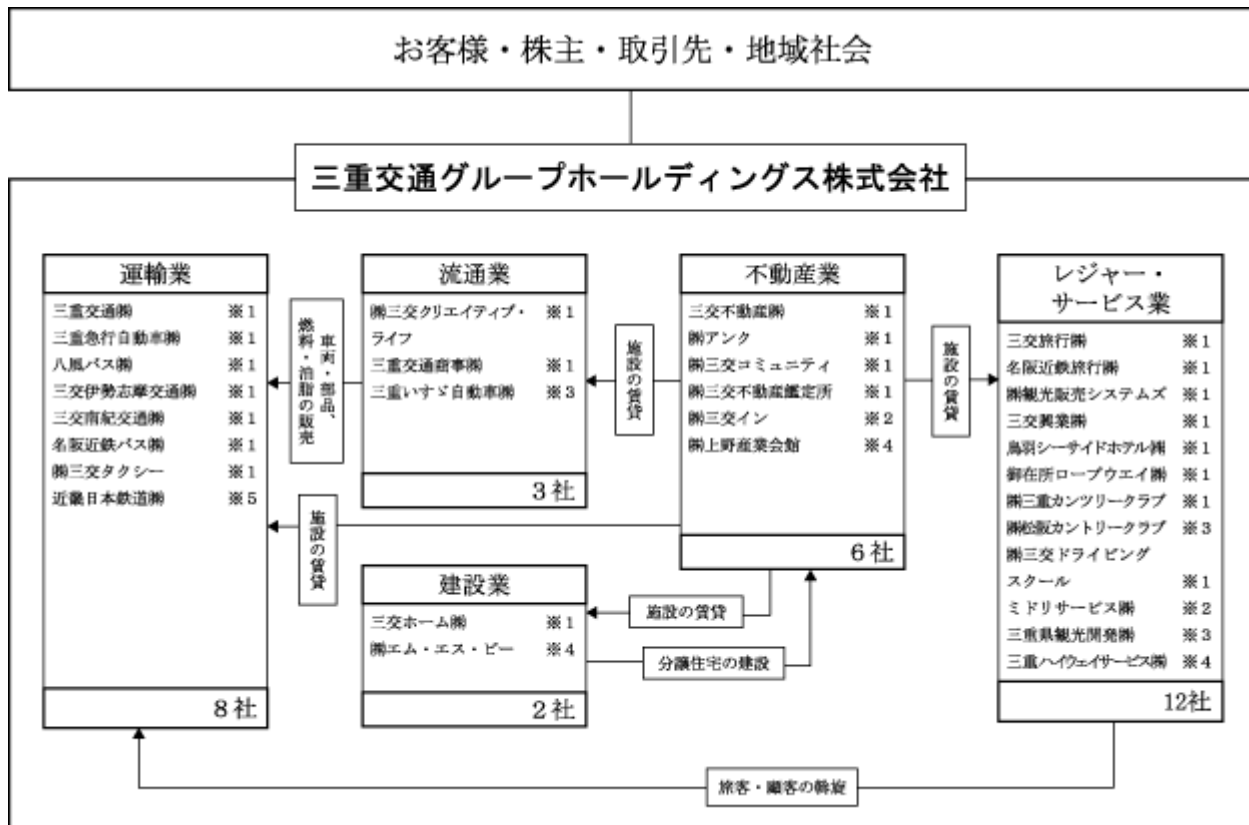 お客様・株主・取引先・地域社会
三重交通グループホールディングス株式会社
運輸業
三重交通㈱ ※1
三重急行自動車㈱ ※1
八風バス㈱ ※1
三交伊勢志摩交通㈱ ※1
三交南紀交通㈱ ※1
名阪近鉄バス㈱ ※1
㈱三交タクシー ※1
近畿日本鉄道㈱ ※5
8社
車両・部品、
燃料・油脂の販売
流通業
㈱三交クリエイティブ・ ※1
ライフ
三重交通商事㈱ ※1
三重いすゞ自動車㈱ ※3
3社
施設の賃貸
施設の賃貸
建設業
三交ホーム㈱ ※1
㈱エム・エス・ピー ※4
2社
施設の賃貸
分譲住宅の建設
不動産業
三交不動産㈱ ※1
㈱アンク ※1
㈱三交コミュニティ ※1
㈱三交不動産鑑定所 ※1
㈱三交イン ※2
㈱上野産業会館 ※4
6社
施設の賃貸
レジャー・
サービス業
三交旅行㈱ ※1
名阪近鉄旅行㈱ ※1
㈱観光販売システムズ ※1
三交興業㈱ ※1
鳥羽シーサイドホテル㈱ ※1
御在所ロープウエイ㈱ ※1
㈱三重カンツリークラブ ※1
㈱松阪カントリークラブ ※3
㈱三交ドライビング
スクール ※1
ミドリサービス㈱ ※2
三重県観光開発㈱ ※3
三重ハイウェイサービス㈱ ※4
12社
旅客・顧客の斡旋